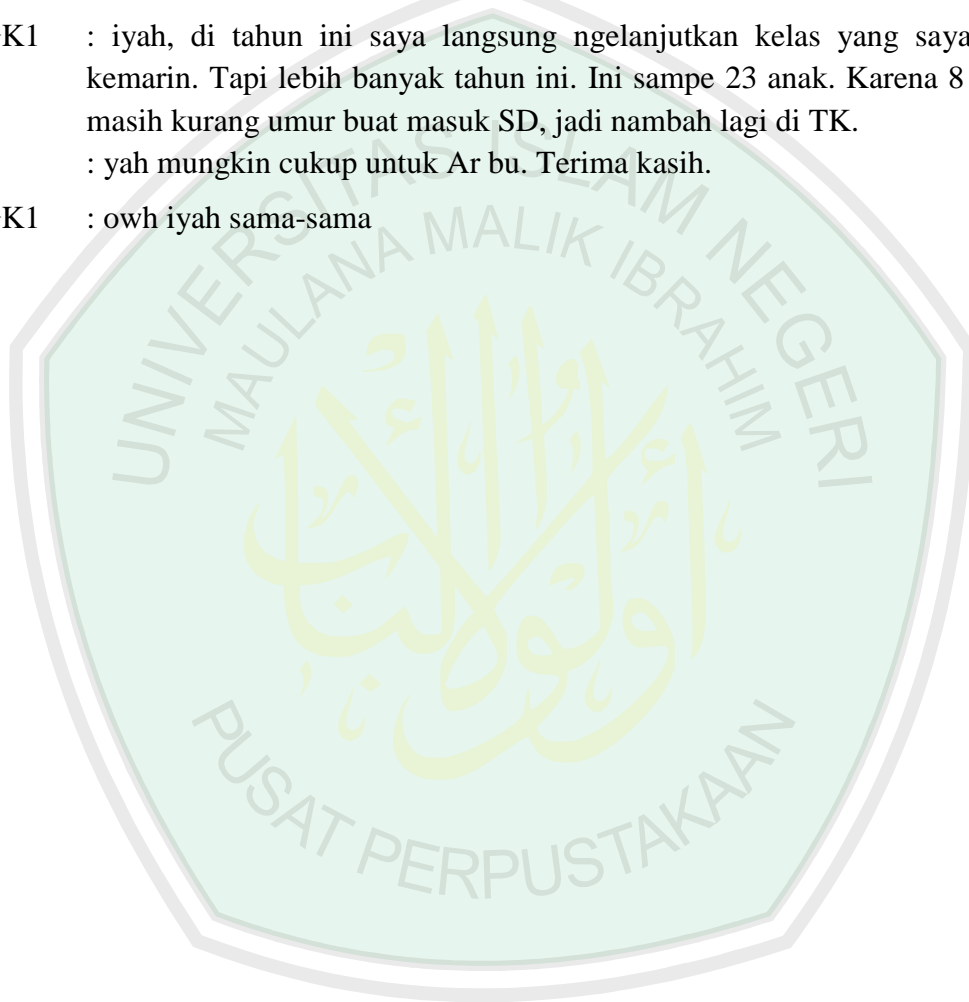 K1 : iyah, di tahun ini saya langsung ngelanjutkan kelas yang saya
kemarin. Tapi lebih banyak tahun ini. Ini sampe 23 anak. Karena 8
masih kurang umur buat masuk SD, jadi nambah lagi di TK.
: yah mungkin cukup untuk Ar bu. Terima kasih.
K1 : owh iyah sama-sama
UNIVERSITAS ISLAM NEGERI
MAULANA MALIK IBRAHIM
أولوا الألباب
PUSAT PERPUSTAKAAN